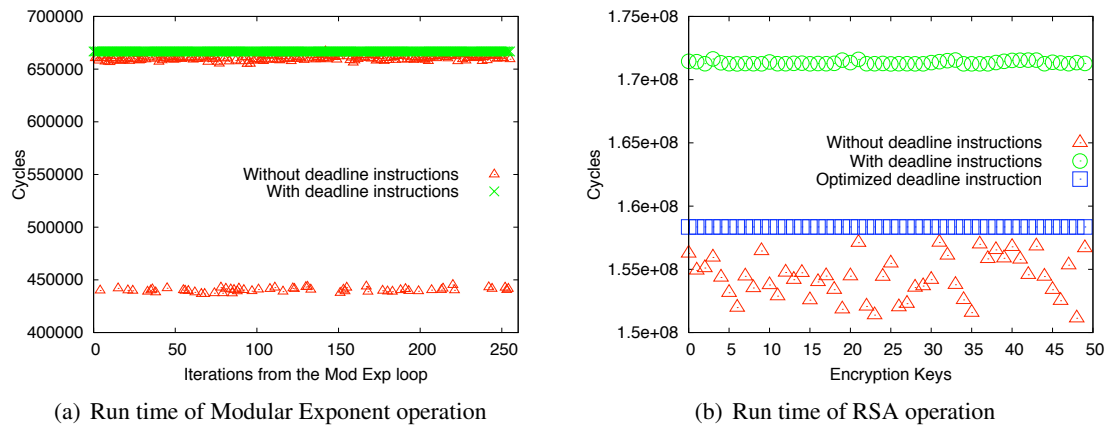 700000
650000
600000
550000
500000
450000
400000
Cycles
Without deadline instructions
With deadline instructions
0 50 100 150 200 250
Iterations from the Mod Exp loop
(a) Run time of Modular Exponent operation
1.75e+08
1.7e+08
1.65e+08
1.6e+08
1.55e+08
1.5e+08
Cycles
Without deadline instructions
With deadline instructions
Optimized deadline instruction
0 5 10 15 20 25 30 35 40 45 50
Encryption Keys
(b) Run time of RSA operation